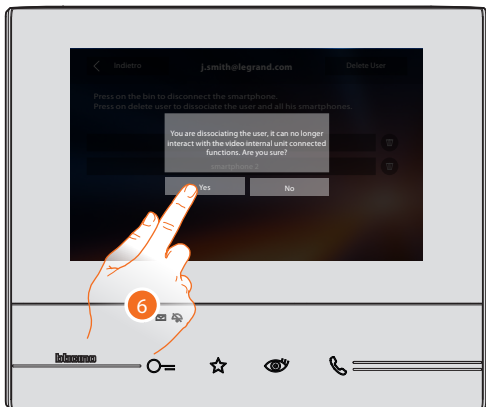 Indietro
j.smith@legrand.com
Delete User
Press on the bin to disconnect the smartphone.
Press on delete user to dissociate the user and all his smartphones.
You are dissociating the user, it can no longer
interact with the video internal unit connected
functions. Are you sure?
smartphone 2
Yes
No
6
bticino